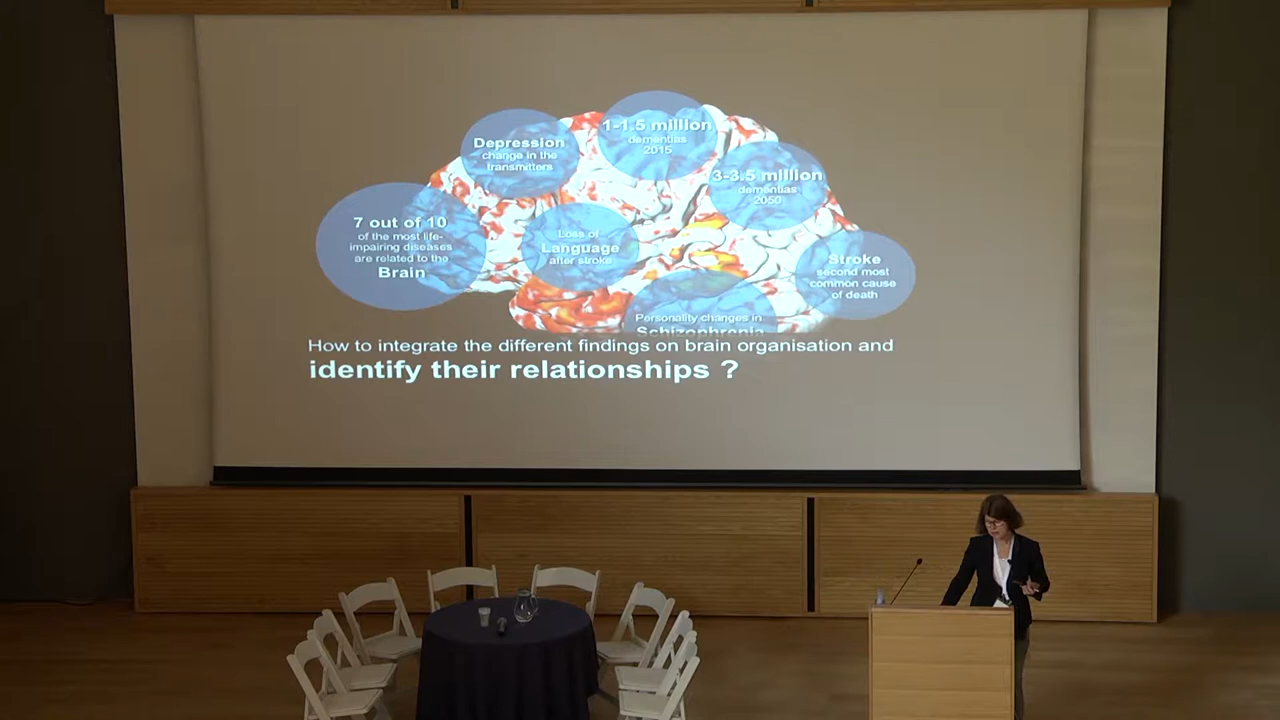 Depression
change in the
transmitters
1-1.5 million
dementias
2015
3-3.5 million
dementias
2050
7 out of 10
of the most life-
impairing diseases
are related to the
Brain
Loss of
Language
after stroke
Stroke
second most
common cause
of death
Personality changes in
Schizophrenia
How to integrate the different findings on brain organisation and
identify their relationships ?